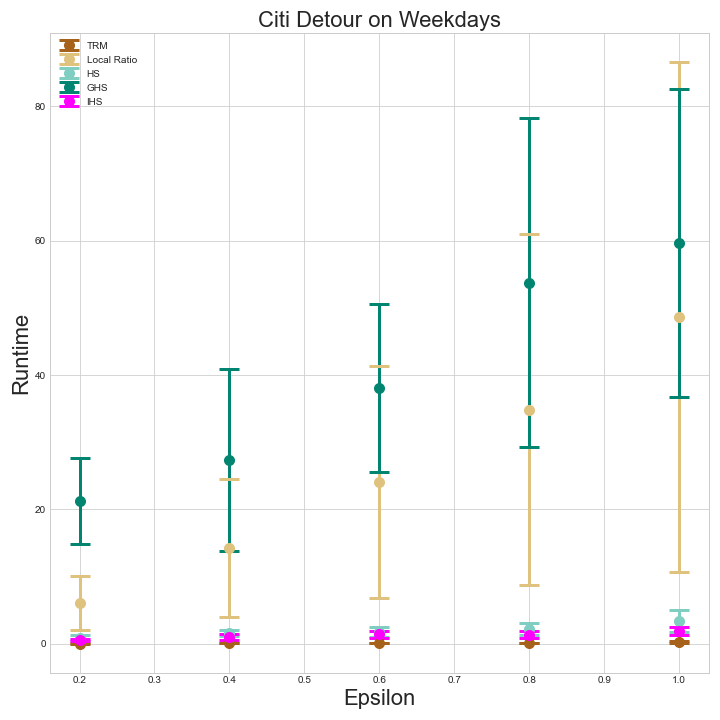 Citi Detour on Weekdays
TRM
Local Ratio
HS
GHS
IHS
80
60
40
20
0
Runtime
0.2 0.3 0.4 0.5 0.6 0.7 0.8 0.9 1.0
Epsilon